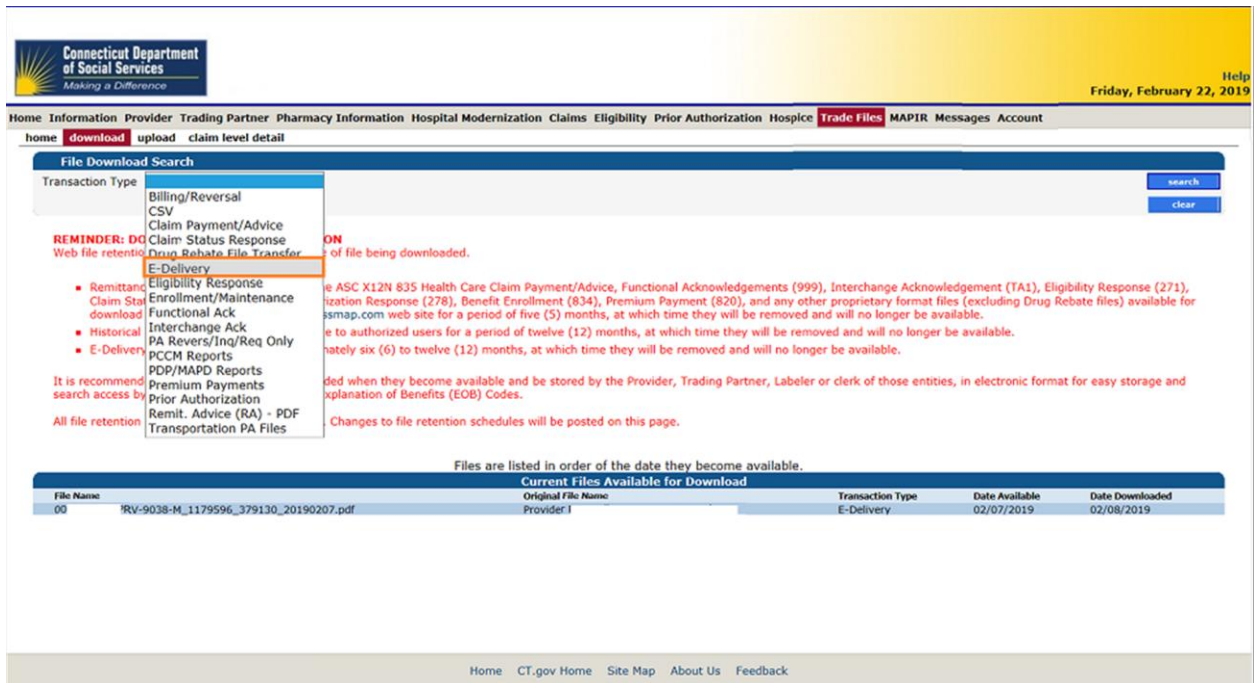 Connecticut Department
of Social Services
Making a Difference
Help
Friday, February 22, 2019
Home Information Provider Trading Partner Pharmacy Information Hospital Modernization Claims Eligibility Prior Authorization Hospice Trade Files MAPIR Messages Account
home download upload claim level detail
File Download Search
Transaction Type
search
clear
Billing/Reversal
CSV
Claim Payment/Advice
Claim Status Response
Drug Rebate File Transfer
E-Delivery
Eligibility Response
Enrollment/Maintenance
Functional Ack
Interchange Ack
PA Revers/Inq/Req Only
PCCM Reports
PDP/MAPD Reports
Premium Payments
Prior Authorization
Remit. Advice (RA) - PDF
Transportation PA Files
REMINDER: DO ON
Web file retentio of file being downloaded.
Remittanc e ASC X12N 835 Health Care Claim Payment/Advice, Functional Acknowledgements (999), Interchange Acknowledgement (TA1), Eligibility Response (271),
Claim Stat ization Response (278), Benefit Enrollment (834), Premium Payment (820), and any other proprietary format files (excluding Drug Rebate files) available for
download ssmap.com web site for a period of five (5) months, at which time they will be removed and will no longer be available.
Historical e to authorized users for a period of twelve (12) months, at which time they will be removed and will no longer be available.
E-Delivery nately six (6) to twelve (12) months, at which time they will be removed and will no longer be available.
It is recommend ded when they become available and be stored by the Provider, Trading Partner, Labeler or clerk of those entities, in electronic format for easy storage and
search access by xplanation of Benefits (EOB) Codes.
All file retention . Changes to file retention schedules will be posted on this page.
Files are listed in order of the date they become available.
Current Files Available for Download
File Name Original File Name Transaction Type Date Available Date Downloaded
00 RV-9038-M_1179596_379130_20190207.pdf Provider E-Delivery 02/07/2019 02/08/2019
Home CT.gov Home Site Map About Us Feedback